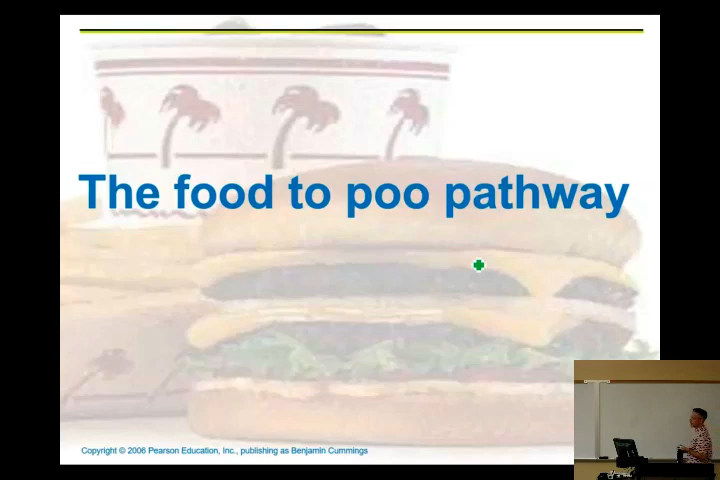 The food to poo pathway
Copyright © 2006 Pearson Education, Inc., publishing as Benjamin Cummings